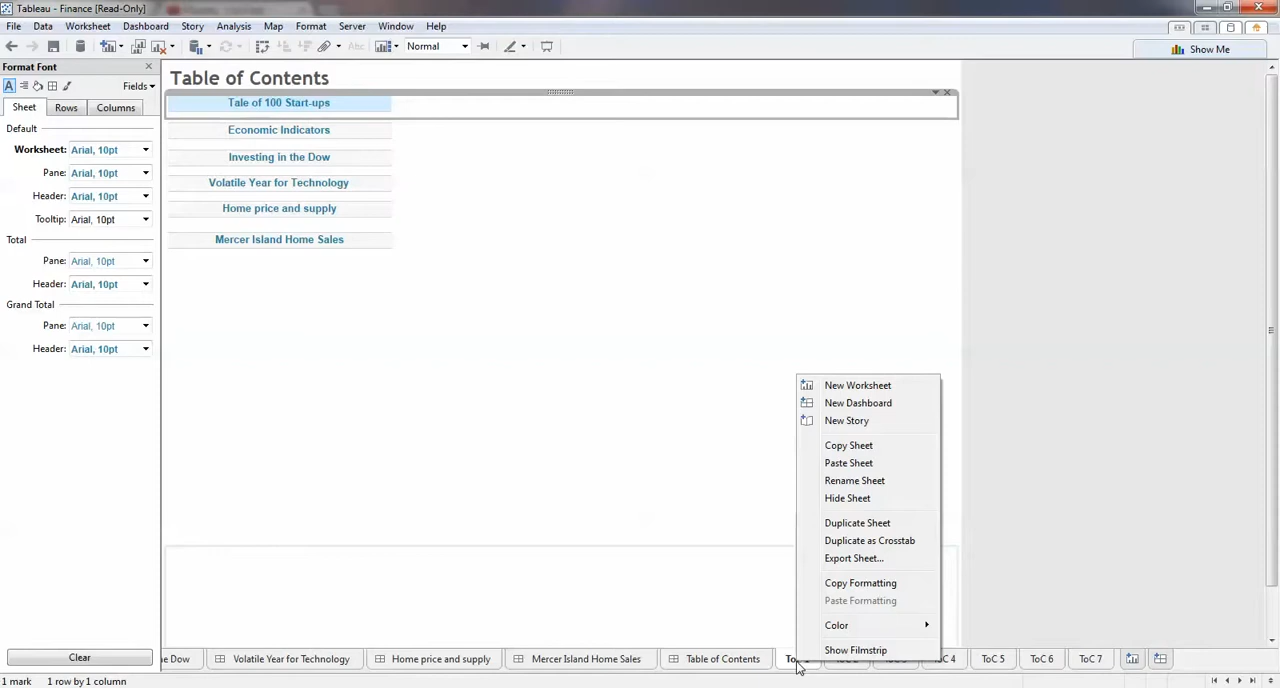 Tableau - Finance [Read-Only]
File Data Worksheet Dashboard Story Analysis Map Format Server Window Help
Abc Normal Show Me
Format Font
Fields
Sheet Rows Columns
Default
Worksheet: Arial, 10pt
Pane: Arial, 10pt
Header: Arial, 10pt
Tooltip: Arial, 10pt
Total
Pane: Arial, 10pt
Header: Arial, 10pt
Grand Total
Pane: Arial, 10pt
Header: Arial, 10pt
Clear
Table of Contents
Tale of 100 Start-ups
Economic Indicators
Investing in the Dow
Volatile Year for Technology
Home price and supply
Mercer Island Home Sales
New Worksheet
New Dashboard
New Story
Copy Sheet
Paste Sheet
Rename Sheet
Hide Sheet
Duplicate Sheet
Duplicate as Crosstab
Export Sheet...
Copy Formatting
Paste Formatting
Color
Show Filmstrip
he Dow Volatile Year for Technology Home price and supply Mercer Island Home Sales Table of Contents ToC 4 ToC 5 ToC 6 ToC 7
1 mark 1 row by 1 column